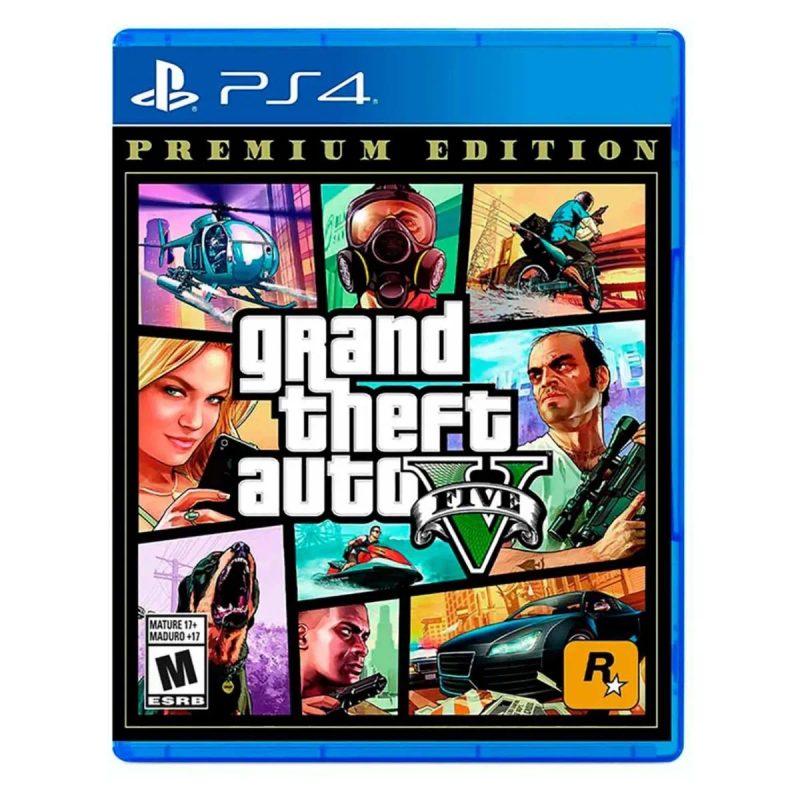 PS4
PREMIUM EDITION
grand
theft
auto
V
FIVE
MATURE 17+
MADURO +17
M
ESRB
R